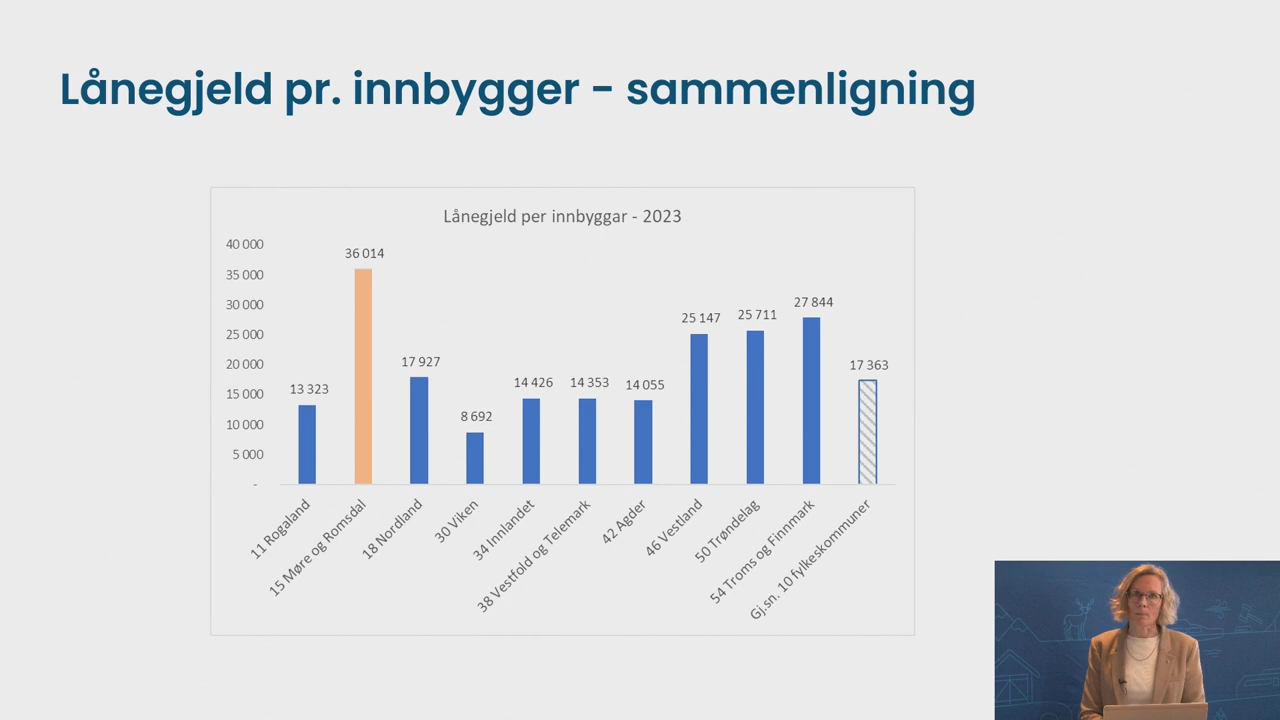 Lånegjeld pr. innbygger - sammenligning
Lånegjeld per innbyggar - 2023
40 000
35 000
30 000
25 000
20 000
15 000
10 000
5 000
-
13 323
36 014
17 927
8 692
14 426
14 353
14 055
25 147
25 711
27 844
17 363
11 Rogaland
15 Møre og Romsdal
18 Nordland
30 Viken
34 Innlandet
38 Vestfold og Telemark
42 Agder
46 Vestland
50 Trøndelag
54 Troms og Finnmark
Gj.sn. 10 fylkeskommuner